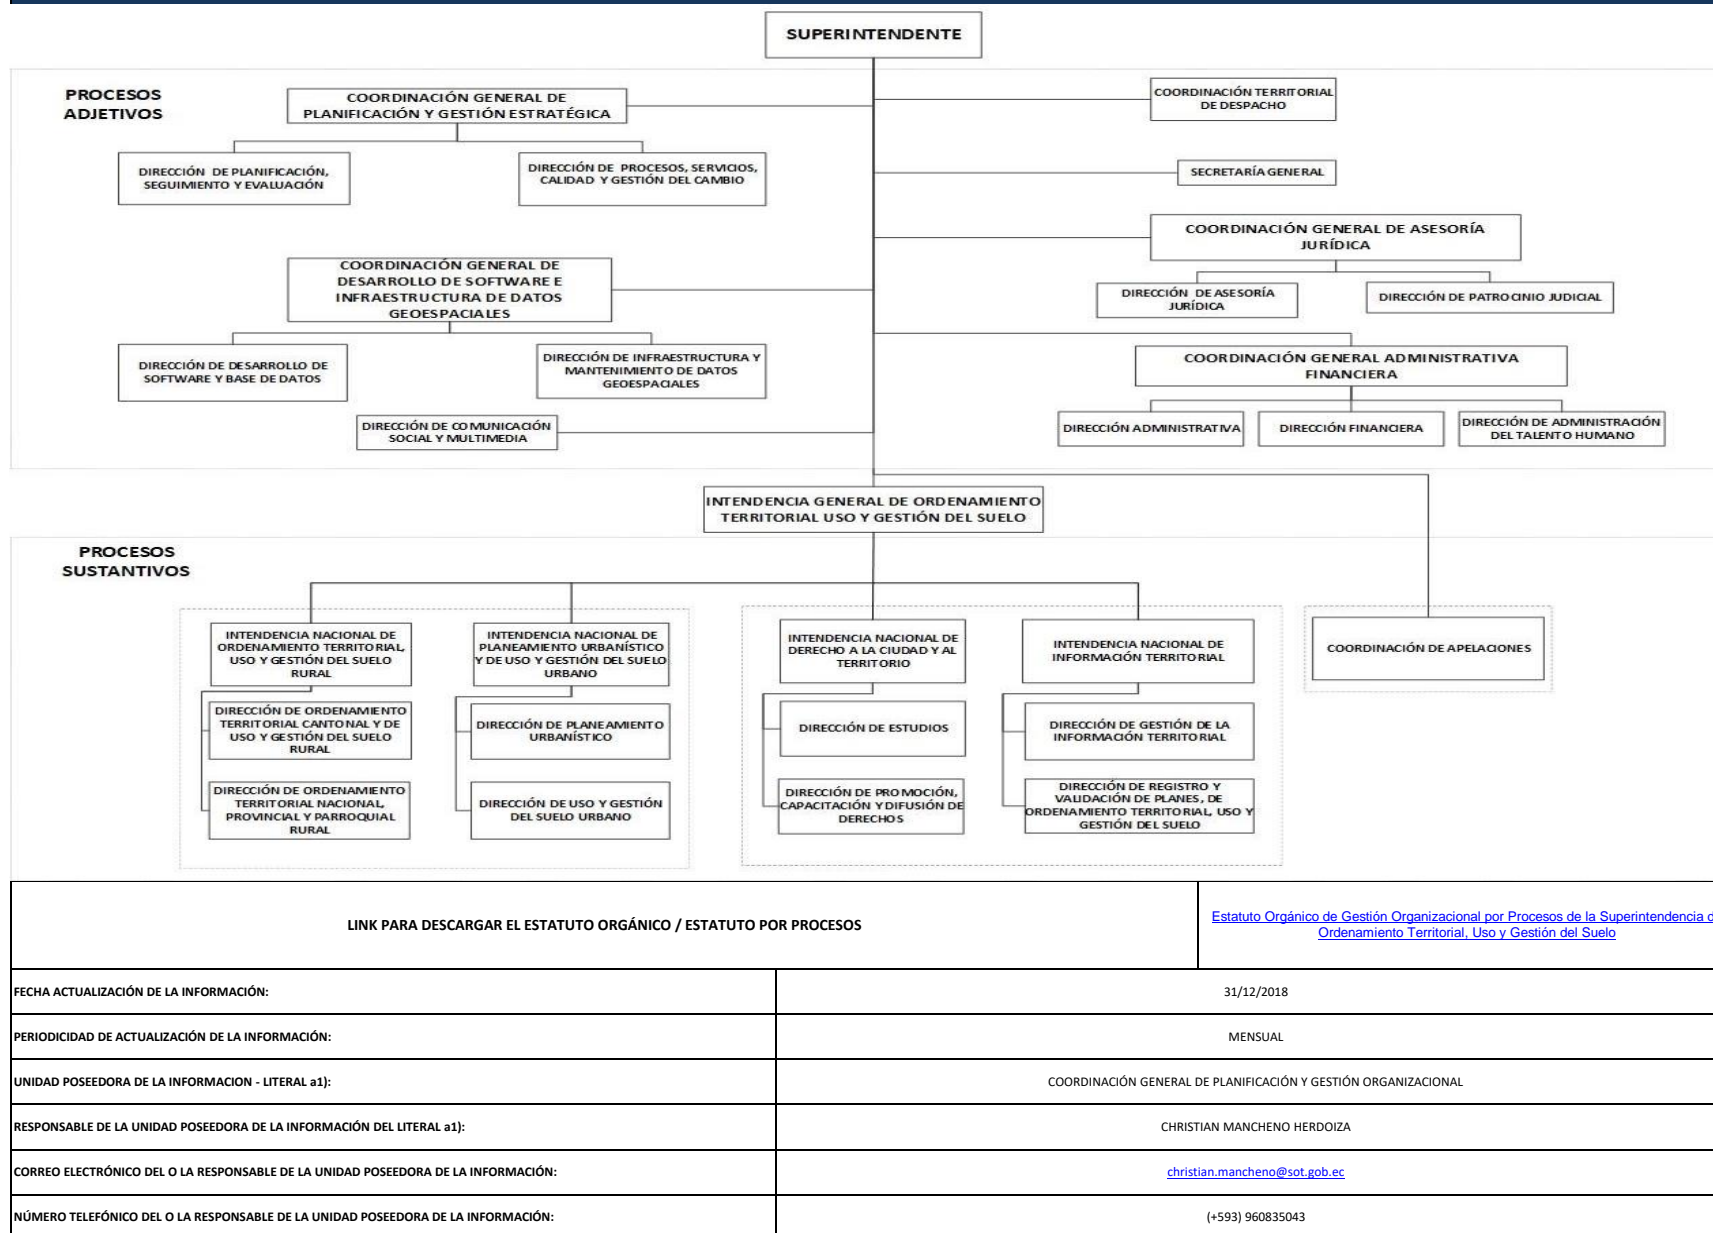 SUPERINTENDENTE
PROCESOS
ADJETIVOS
COORDINACIÓN GENERAL DE
PLANIFICACIÓN Y GESTIÓN ESTRATÉGICA
COORDINACIÓN TERRITORIAL
DE DESPACHO
DIRECCIÓN DE PLANIFICACIÓN,
SEGUIMIENTO Y EVALUACIÓN
DIRECCIÓN DE PROCESOS, SERVICIOS,
CALIDAD Y GESTIÓN DEL CAMBIO
SECRETARÍA GENERAL
COORDINACIÓN GENERAL DE ASESORÍA
JURÍDICA
COORDINACIÓN GENERAL DE
DESARROLLO DE SOFTWARE E
INFRAESTRUCTURA DE DATOS
GEOESPACIALES
DIRECCIÓN DE ASESORÍA
JURÍDICA
DIRECCIÓN DE PATROCINIO JUDICIAL
DIRECCIÓN DE DESARROLLO DE
SOFTWARE Y BASE DE DATOS
DIRECCIÓN DE INFRAESTRUCTURA Y
MANTENIMIENTO DE DATOS
GEOESPACIALES
COORDINACIÓN GENERAL ADMINISTRATIVA
FINANCIERA
DIRECCIÓN DE COMUNICACIÓN
SOCIAL Y MULTIMEDIA
DIRECCIÓN ADMINISTRATIVA
DIRECCIÓN FINANCIERA
DIRECCIÓN DE ADMINISTRACIÓN
DEL TALENTO HUMANO
INTENDENCIA GENERAL DE ORDENAMIENTO
TERRITORIAL USO Y GESTIÓN DEL SUELO
PROCESOS
SUSTANTIVOS
INTENDENCIA NACIONAL DE
ORDENAMIENTO TERRITORIAL,
USO Y GESTIÓN DEL SUELO
RURAL
INTENDENCIA NACIONAL DE
PLANEAMIENTO URBANÍSTICO
Y DE USO Y GESTIÓN DEL SUELO
URBANO
INTENDENCIA NACIONAL DE
DERECHO A LA CIUDAD Y AL
TERRITORIO
INTENDENCIA NACIONAL DE
INFORMACIÓN TERRITORIAL
COORDINACIÓN DE APELACIONES
DIRECCIÓN DE ORDENAMIENTO
TERRITORIAL CANTONAL Y DE
USO Y GESTIÓN DEL SUELO
RURAL
DIRECCIÓN DE PLANEAMIENTO
URBANÍSTICO
DIRECCIÓN DE ESTUDIOS
DIRECCIÓN DE GESTIÓN DE LA
INFORMACIÓN TERRITORIAL
DIRECCIÓN DE ORDENAMIENTO
TERRITORIAL NACIONAL,
PROVINCIAL Y PARROQUIAL
RURAL
DIRECCIÓN DE USO Y GESTIÓN
DEL SUELO URBANO
DIRECCIÓN DE PROMOCIÓN,
CAPACITACIÓN Y DIFUSIÓN DE
DERECHOS
DIRECCIÓN DE REGISTRO Y
VALIDACIÓN DE PLANES, DE
ORDENAMIENTO TERRITORIAL, USO Y
GESTIÓN DEL SUELO
LINK PARA DESCARGAR EL ESTATUTO ORGÁNICO / ESTATUTO POR PROCESOS
Estatuto Orgánico de Gestión Organizacional por Procesos de la Superintendencia
Ordenamiento Territorial, Uso y Gestión del Suelo
FECHA ACTUALIZACIÓN DE LA INFORMACIÓN:
31/12/2018
PERIODICIDAD DE ACTUALIZACIÓN DE LA INFORMACIÓN:
MENSUAL
UNIDAD POSEEDORA DE LA INFORMACION - LITERAL a1):
COORDINACIÓN GENERAL DE PLANIFICACIÓN Y GESTIÓN ORGANIZACIONAL
RESPONSABLE DE LA UNIDAD POSEEDORA DE LA INFORMACIÓN DEL LITERAL a1):
CHRISTIAN MANCHENO HERDOIZA
CORREO ELECTRÓNICO DEL O LA RESPONSABLE DE LA UNIDAD POSEEDORA DE LA INFORMACIÓN:
christian.mancheno@sot.gob.ec
NÚMERO TELEFÓNICO DEL O LA RESPONSABLE DE LA UNIDAD POSEEDORA DE LA INFORMACIÓN:
(+593) 960835043